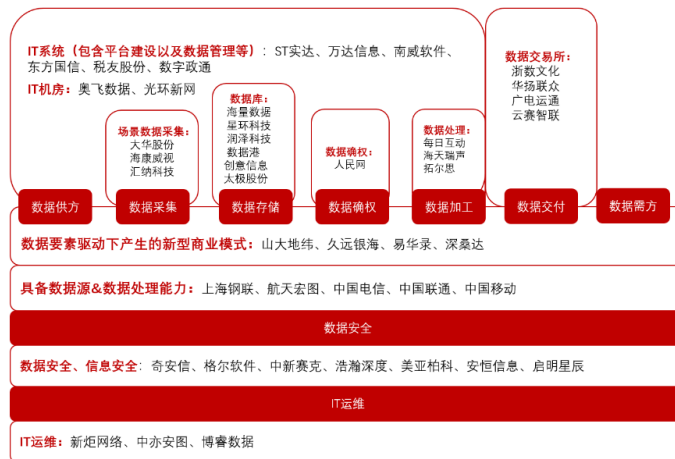 IT系统（包含平台建设以及数据管理等）：ST实达、万达信息、南威软件、
东方国信、税友股份、数字政通
IT机房：奥飞数据、光环新网
场景数据采集：
大华股份
海康威视
汇纳科技
数据库：
海量数据
星环科技
润泽科技
数据港
创意信息
太极股份
数据确权：
人民网
数据处理：
每日互动
海天瑞声
拓尔思
数据交易所：
浙数文化
华扬联众
广电运通
云赛智联
数据供方
数据采集
数据存储
数据确权
数据加工
数据交付
数据需方
数据要素驱动下产生的新型商业模式：山大地纬、久远银海、易华录、深桑达
具备数据源&数据处理能力：上海钢联、航天宏图、中国电信、中国联通、中国移动
数据安全
数据安全、信息安全：奇安信、格尔软件、中新赛克、浩瀚深度、美亚柏科、安恒信息、启明星辰
IT运维
IT运维：新炬网络、中亦安图、博睿数据